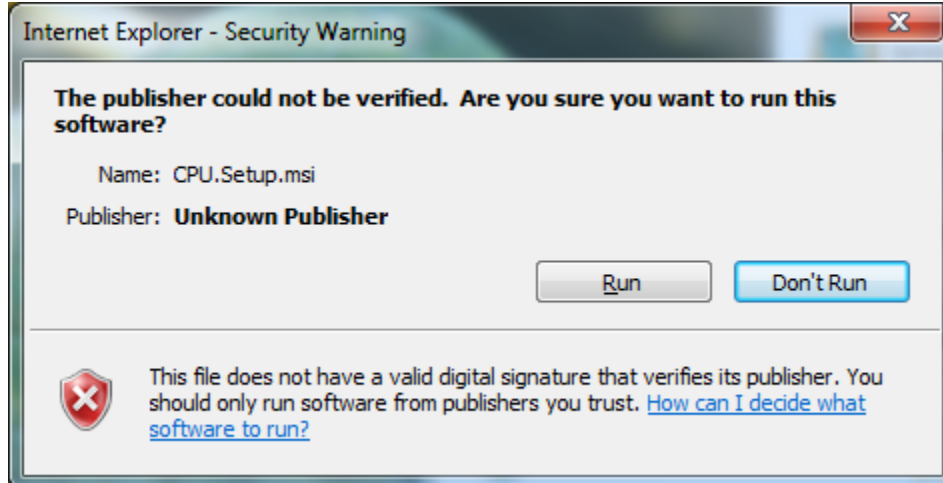 Internet Explorer - Security Warning
The publisher could not be verified.  Are you sure you want to run this
software?
Name: CPU.Setup.msi
Publisher: Unknown Publisher
Run
Don't Run
This file does not have a valid digital signature that verifies its publisher. You
should only run software from publishers you trust. How can I decide what
software to run?